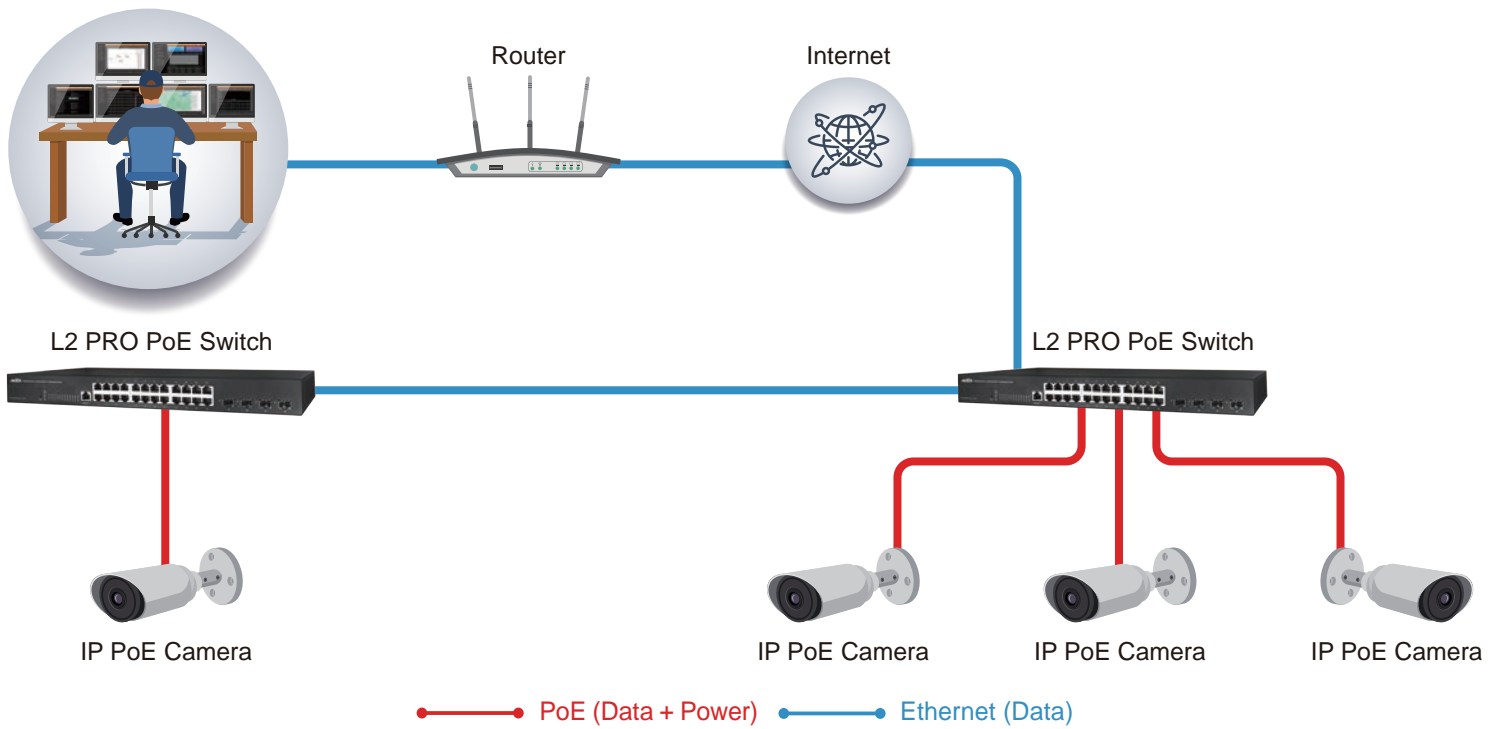 Router
Internet
L2 PRO PoE Switch
L2 PRO PoE Switch
IP PoE Camera
IP PoE Camera
IP PoE Camera
IP PoE Camera
PoE (Data + Power)
Ethernet (Data)